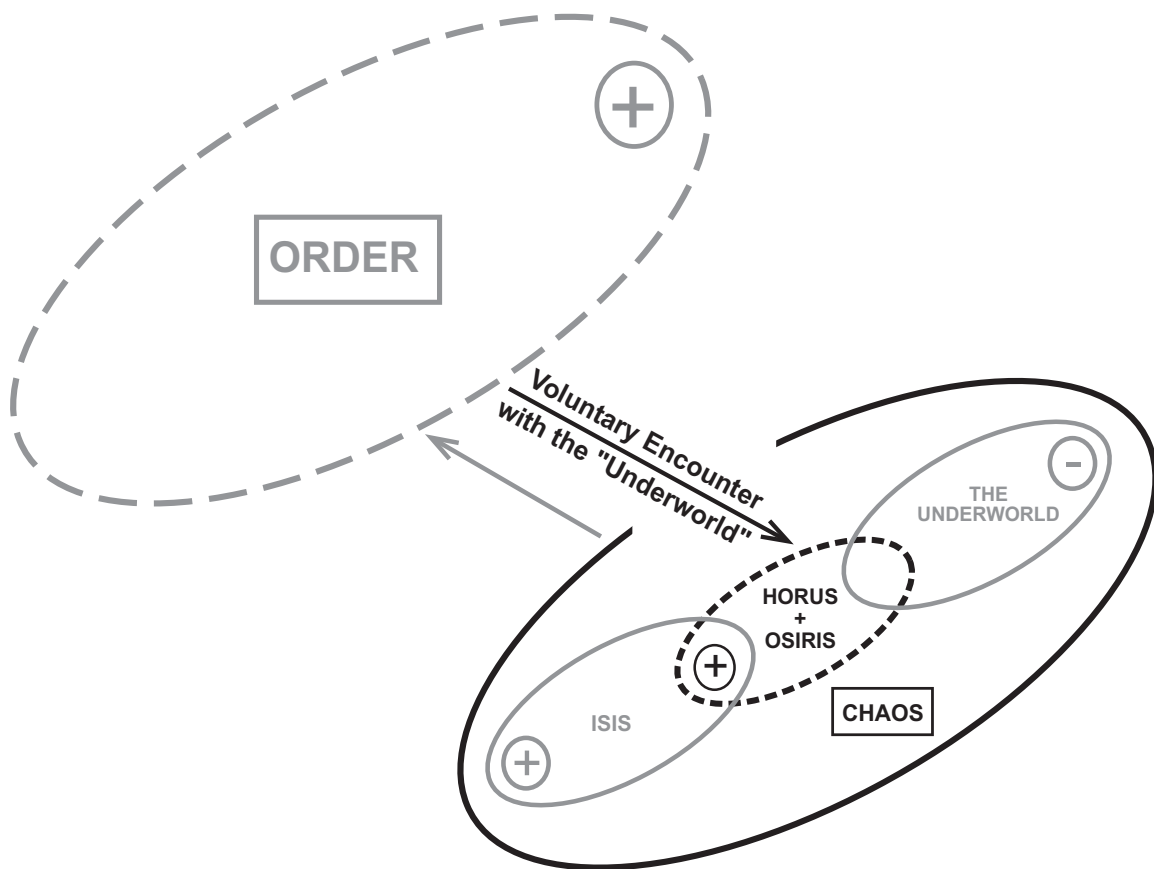 +
ORDER
Voluntary Encounter
with the "Underworld"
-
THE
UNDERWORLD
HORUS
+
OSIRIS
+
CHAOS
ISIS
+